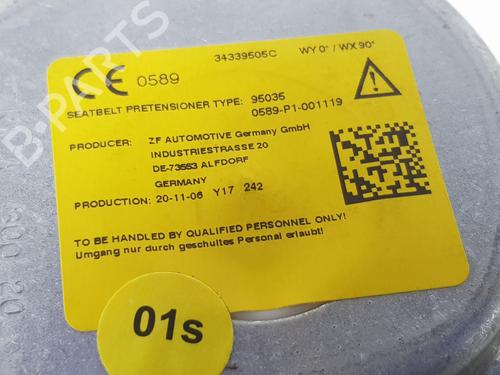 34339505C WY 0° / WX 90°
CE 0589
SEATBELT PRETENSIONER TYPE: 95035
0589-P1-001119
PRODUCER: ZF AUTOMOTIVE Germany GmbH
INDUSTRIESTRASSE 20
DE-73553 ALFDORF
GERMANY
PRODUCTION: 20-11-06 Y17 242
TO BE HANDLED BY QUALIFIED PERSONNEL ONLY!
Umgang nur durch geschultes Personal erlaubt!
01s
B-PARTS
300 20